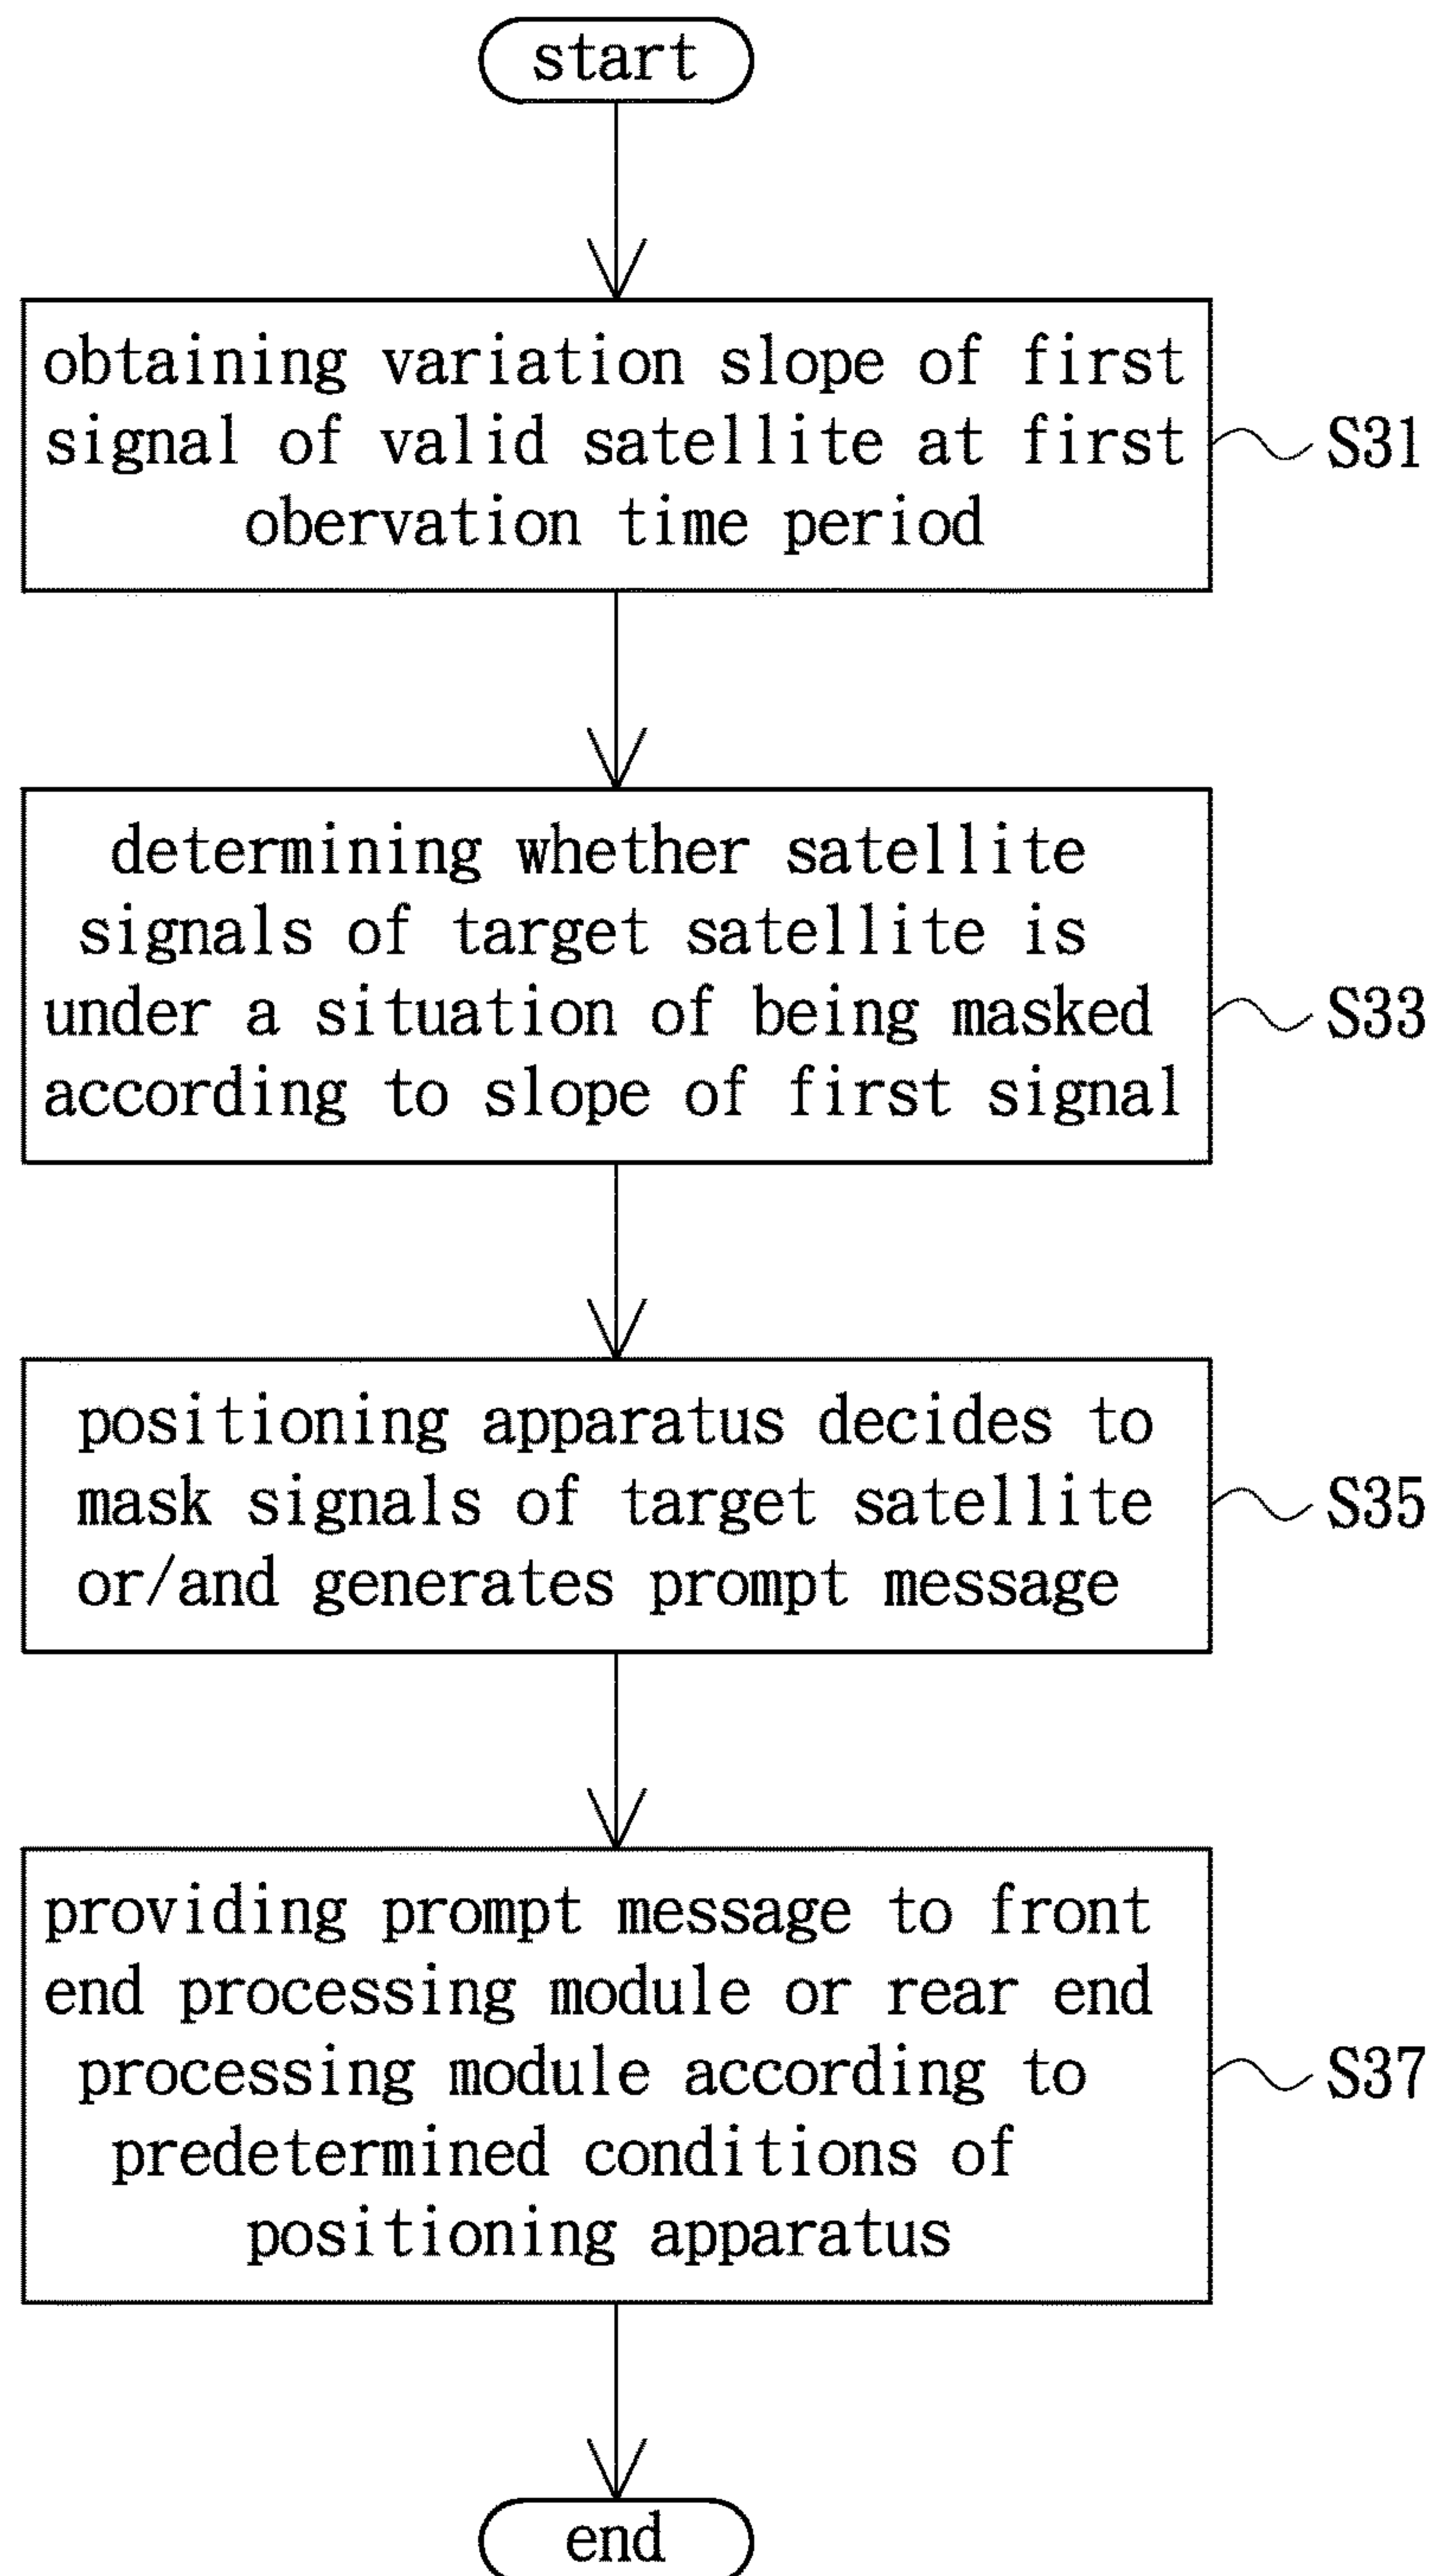 start
obtaining variation slope of first
signal of valid satellite at first
obervation time period
S31
determining whether satellite
signals of target satellite is
under a situation of being masked
according to slope of first signal
S33
positioning apparatus decides to
mask signals of target satellite
or/and generates prompt message
S35
providing prompt message to front
end processing module or rear end
processing module according to
predetermined conditions of
positioning apparatus
S37
end